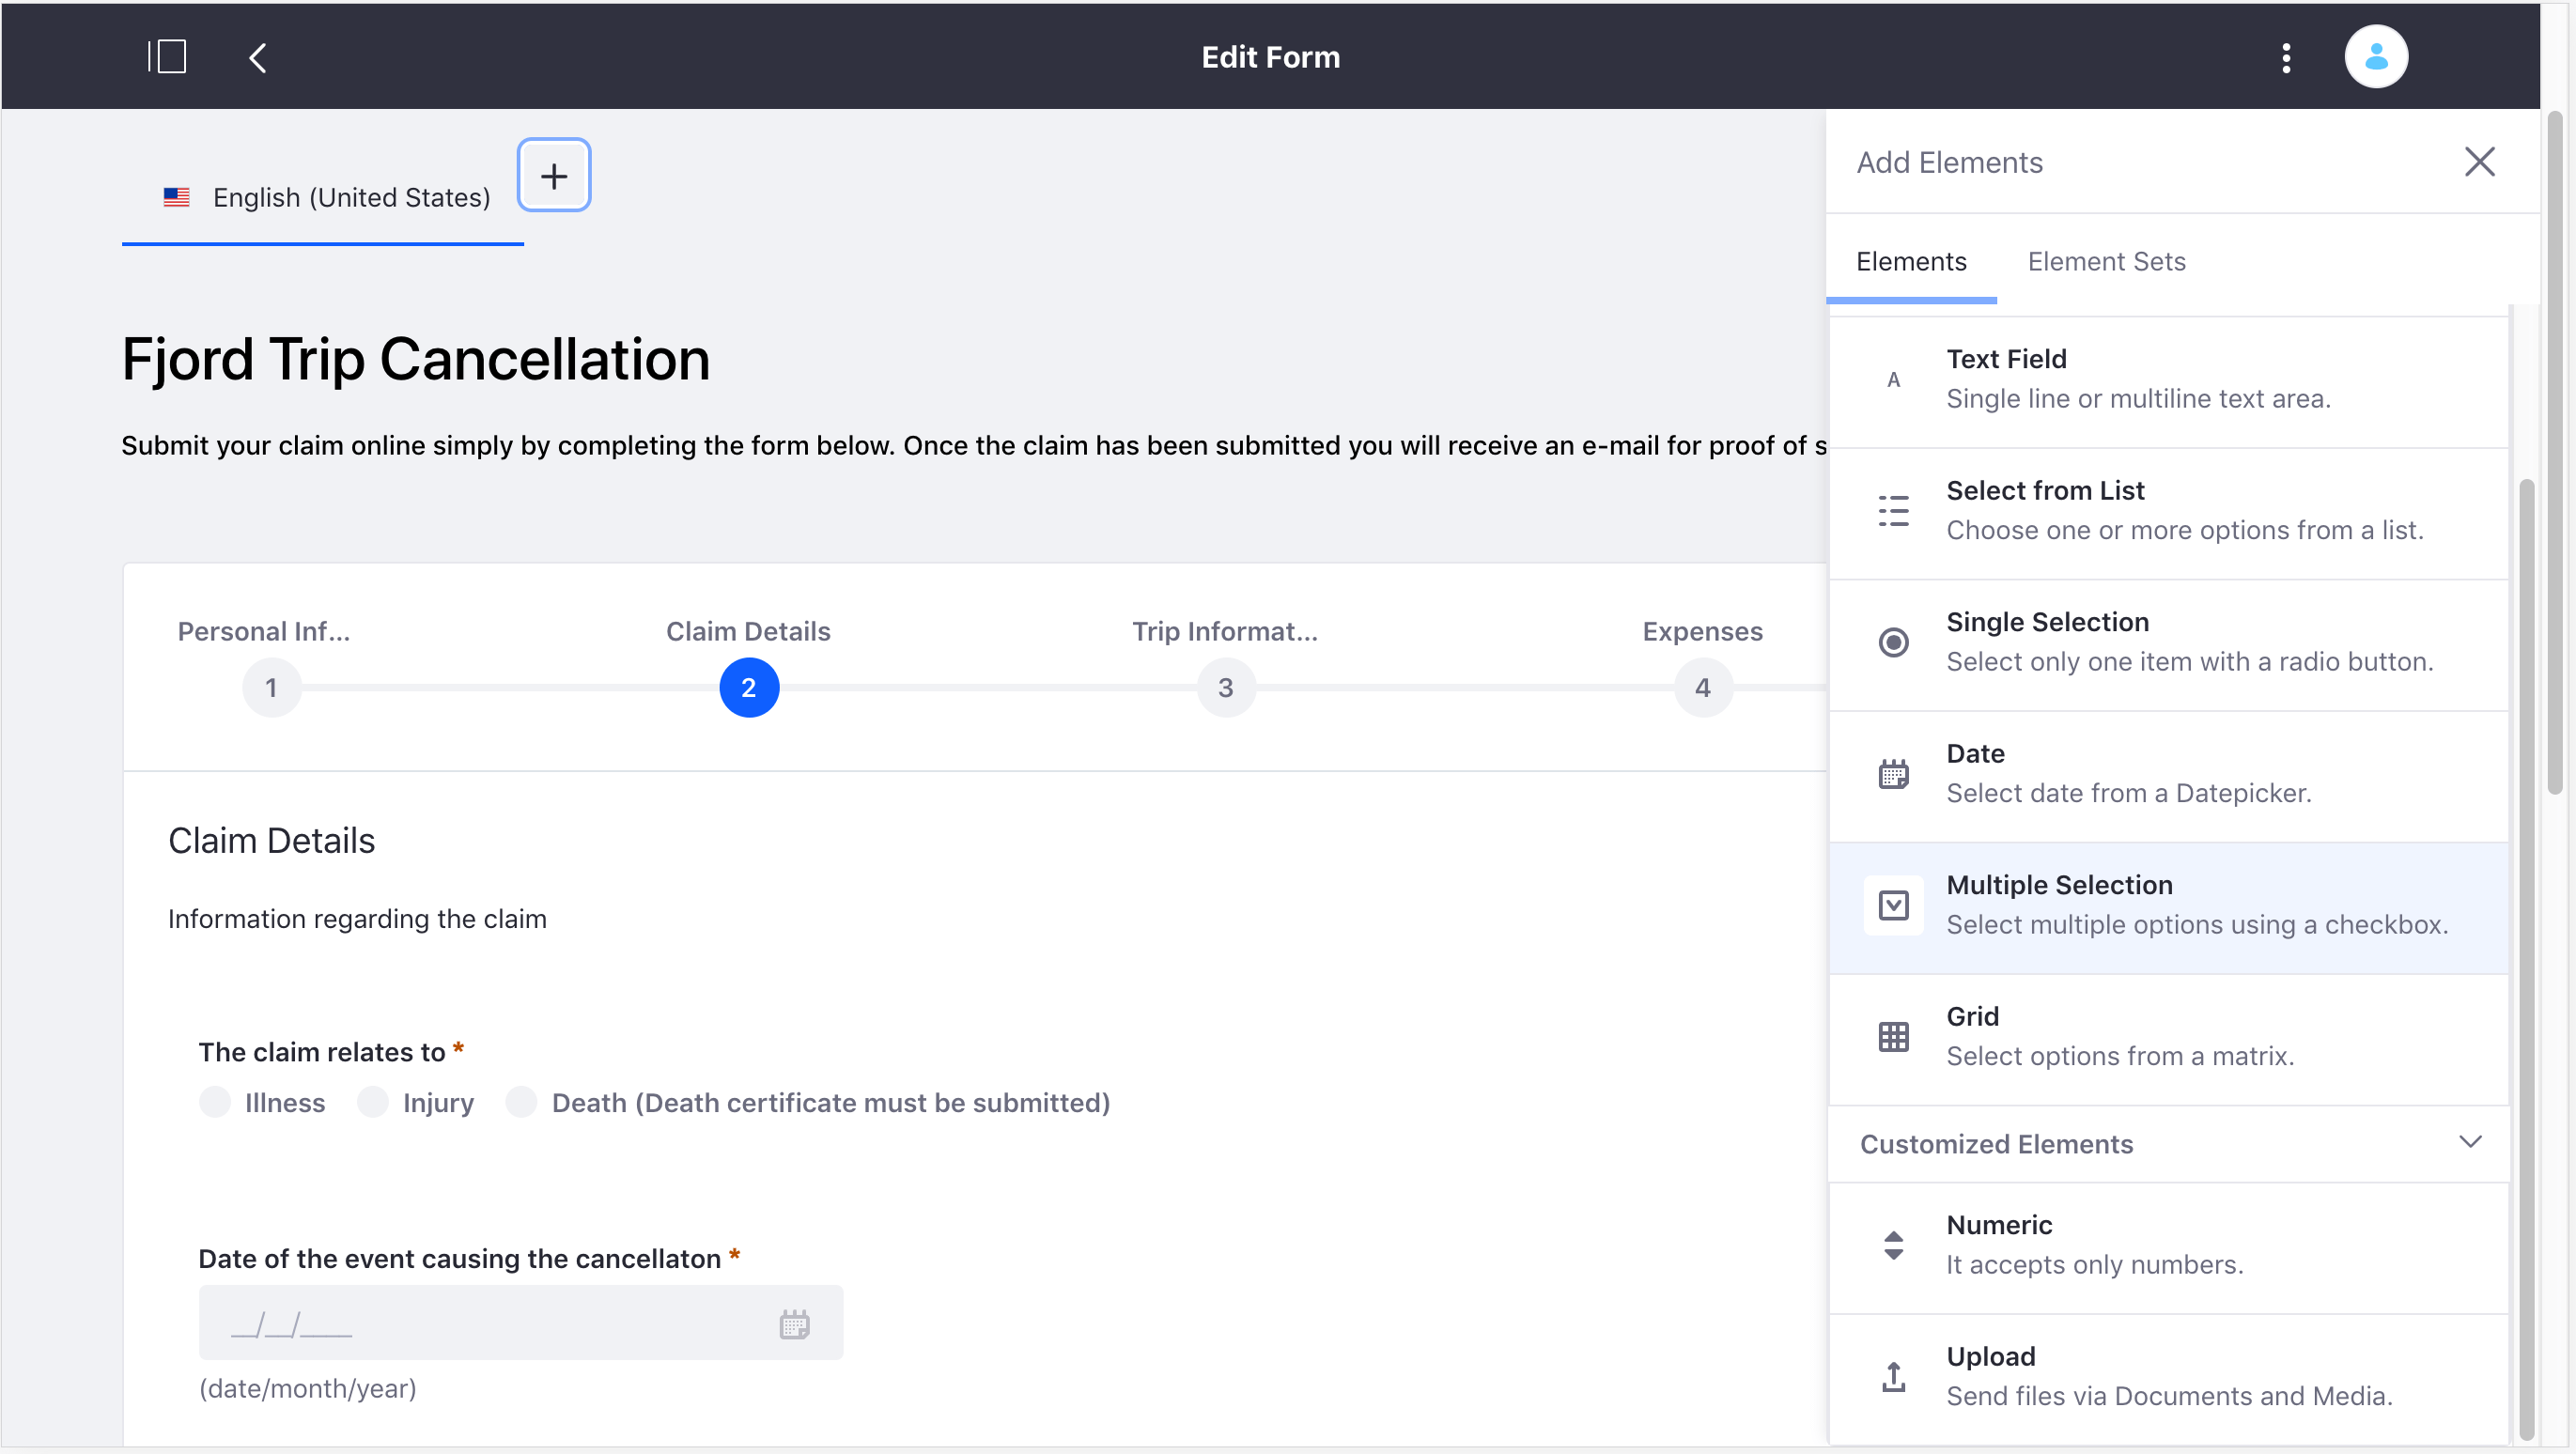 Edit Form
English (United States)
Fjord Trip Cancellation
Submit your claim online simply by completing the form below. Once the claim has been submitted you will receive an e-mail for proof of s
Personal Inf...
Claim Details
Trip Informat...
Expenses
1
2
3
4
Claim Details
Information regarding the claim
The claim relates to *
Illness Injury Death (Death certificate must be submitted)
Date of the event causing the cancellaton *
__/__/____
(date/month/year)
Add Elements
Elements Element Sets
A
Text Field
Single line or multiline text area.
Select from List
Choose one or more options from a list.
Single Selection
Select only one item with a radio button.
Date
Select date from a Datepicker.
Multiple Selection
Select multiple options using a checkbox.
Grid
Select options from a matrix.
Customized Elements
Numeric
It accepts only numbers.
Upload
Send files via Documents and Media.